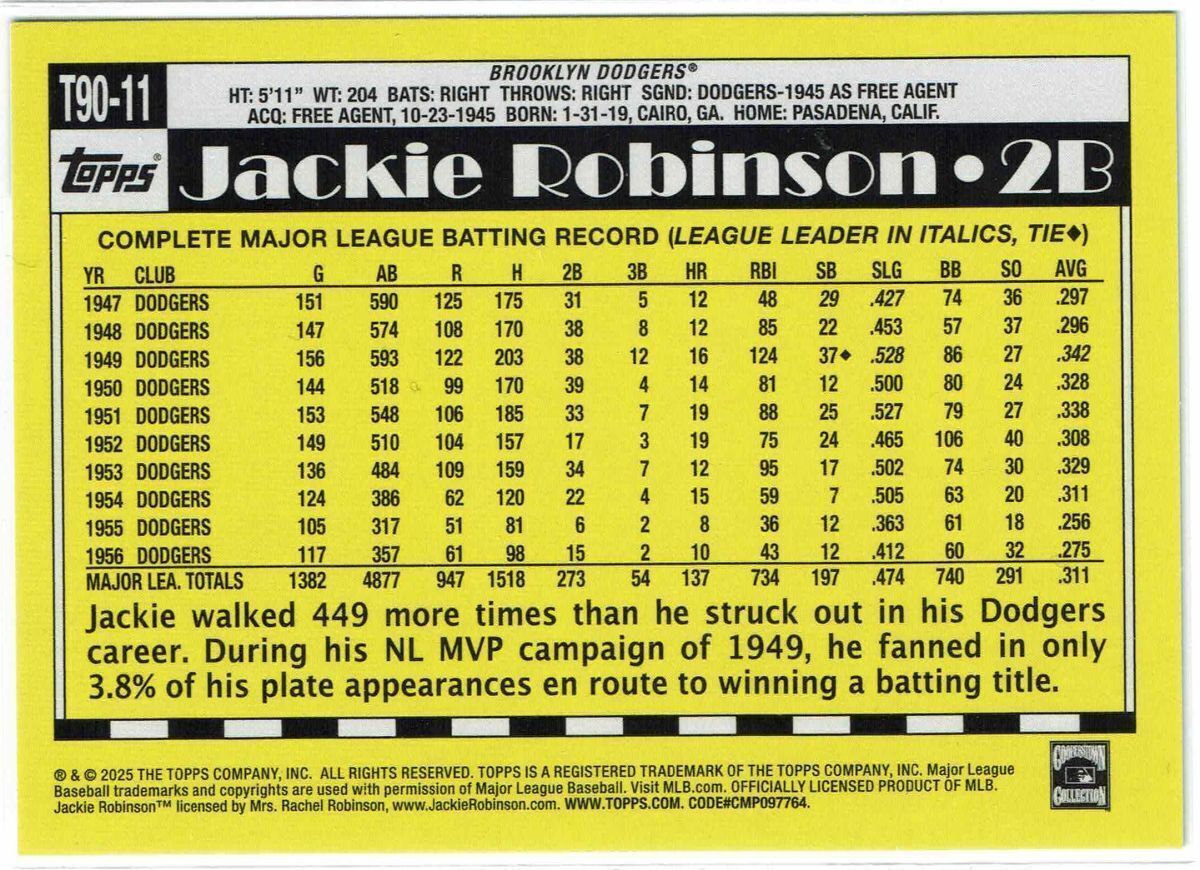 T90-11
BROOKLYN DODGERS®
HT: 5'11" WT: 204 BATS: RIGHT THROWS: RIGHT SGND: DODGERS-1945 AS FREE AGENT
ACQ: FREE AGENT, 10-23-1945 BORN: 1-31-19, CAIRO, GA. HOME: PASADENA, CALIF.
TOPPS® Jackie Robinson • 2B
COMPLETE MAJOR LEAGUE BATTING RECORD (LEAGUE LEADER IN ITALICS, TIE♦)
YR CLUB G AB R H 2B 3B HR RBI SB SLG BB SO AVG
1947 DODGERS 151 590 125 175 31 5 12 48 29 .427 74 36 .297
1948 DODGERS 147 574 108 170 38 8 12 85 22 .453 57 37 .296
1949 DODGERS 156 593 122 203 38 12 16 124 37♦ .528 86 27 .342
1950 DODGERS 144 518 99 170 39 4 14 81 12 .500 80 24 .328
1951 DODGERS 153 548 106 185 33 7 19 88 25 .527 79 27 .338
1952 DODGERS 149 510 104 157 17 3 19 75 24 .465 106 40 .308
1953 DODGERS 136 484 109 159 34 7 12 95 17 .502 74 30 .329
1954 DODGERS 124 386 62 120 22 4 15 59 7 .505 63 20 .311
1955 DODGERS 105 317 51 81 6 2 8 36 12 .363 61 18 .256
1956 DODGERS 117 357 61 98 15 2 10 43 12 .412 60 32 .275
MAJOR LEA. TOTALS 1382 4877 947 1518 273 54 137 734 197 .474 740 291 .311
Jackie walked 449 more times than he struck out in his Dodgers
career. During his NL MVP campaign of 1949, he fanned in only
3.8% of his plate appearances en route to winning a batting title.
® & © 2025 THE TOPPS COMPANY, INC. ALL RIGHTS RESERVED. TOPPS IS A REGISTERED TRADEMARK OF THE TOPPS COMPANY, INC. Major League
Baseball trademarks and copyrights are used with permission of Major League Baseball. Visit MLB.com. OFFICIALLY LICENSED PRODUCT OF MLB.
Jackie Robinson™ licensed by Mrs. Rachel Robinson, www.JackieRobinson.com. WWW.TOPPS.COM. CODE#CMP097764.
COOPERSTOWN
COLLECTION